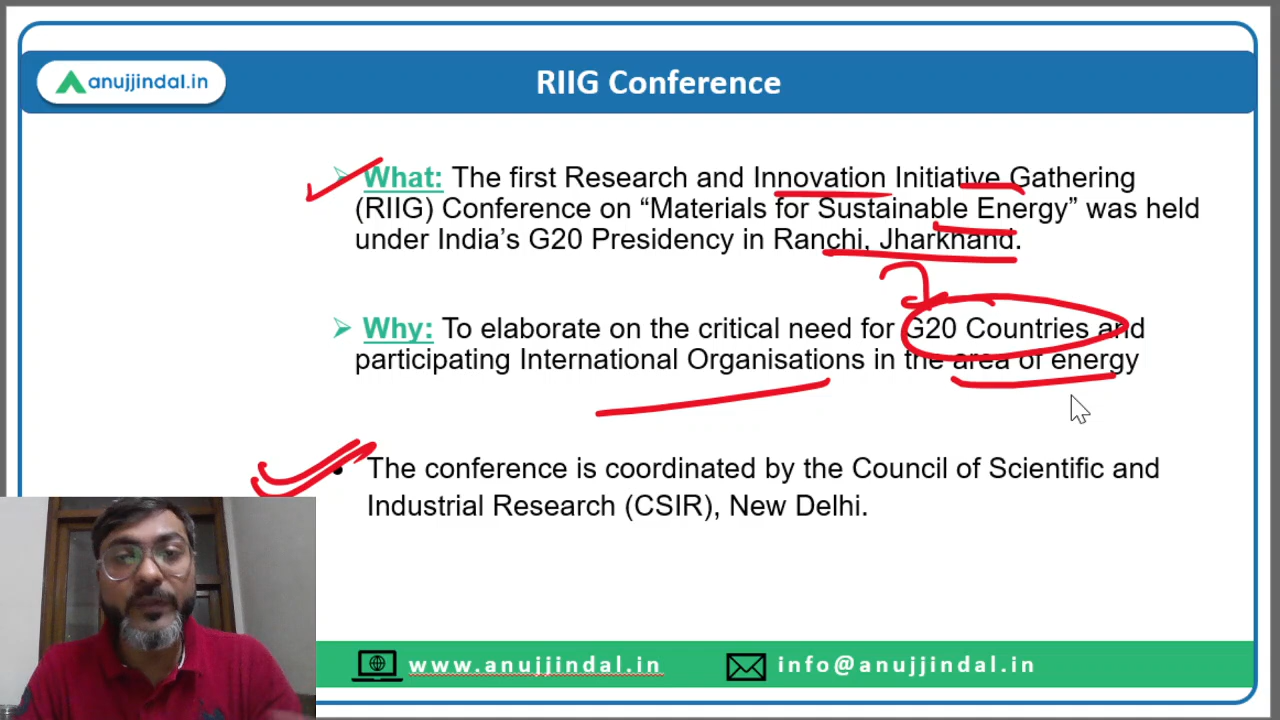 anujjindal.in
RIIG Conference
➢ What: The first Research and Innovation Initiative Gathering
(RIIG) Conference on “Materials for Sustainable Energy” was held
under India’s G20 Presidency in Ranchi, Jharkhand.
➢ Why: To elaborate on the critical need for G20 Countries and
participating International Organisations in the area of energy
• The conference is coordinated by the Council of Scientific and
Industrial Research (CSIR), New Delhi.
www.anujjindal.in
info@anujjindal.in